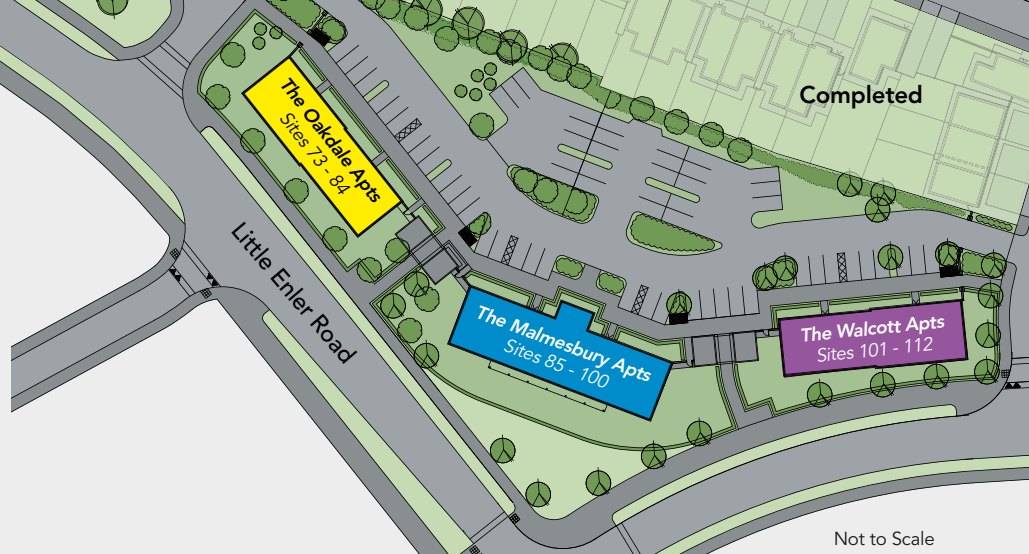 The Oakdale Apts
Sites 73 - 84
Completed
Little Enler Road
The Malmesbury Apts
Sites 85 - 100
The Walcott Apts
Sites 101 - 112
Not to Scale